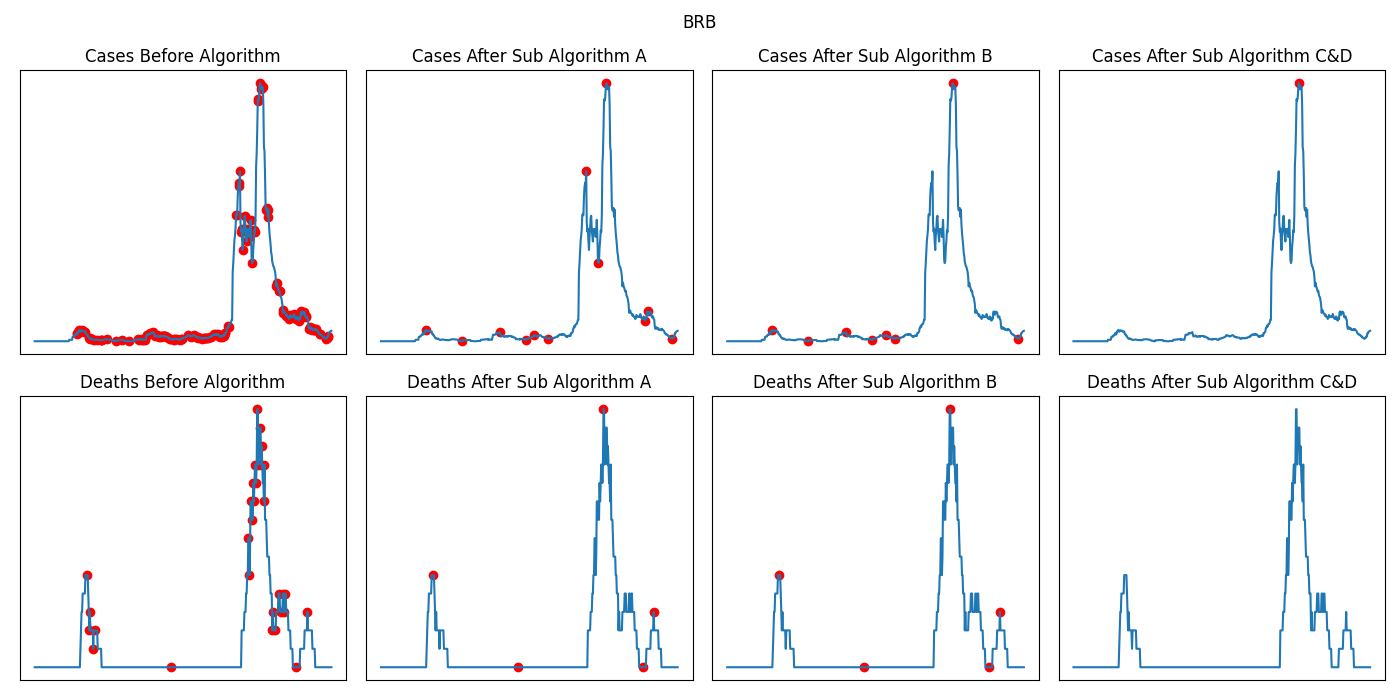 BRB
Cases Before Algorithm
Cases After Sub Algorithm A
Cases After Sub Algorithm B
Cases After Sub Algorithm C&D
Deaths Before Algorithm
Deaths After Sub Algorithm A
Deaths After Sub Algorithm B
Deaths After Sub Algorithm C&D